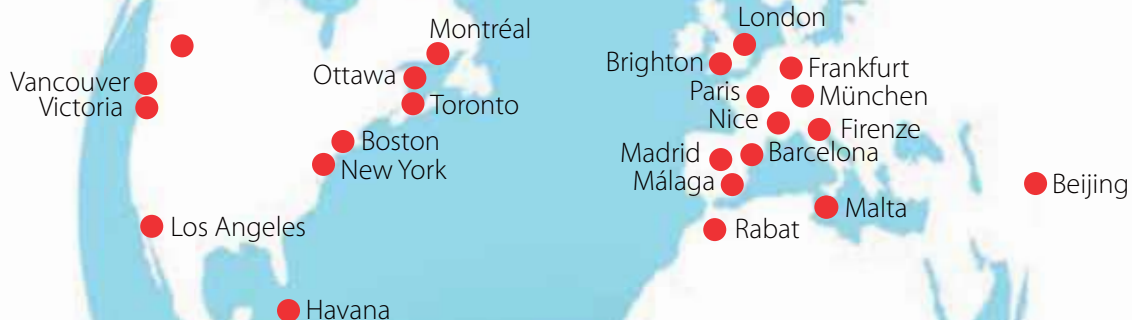 Montréal
Ottawa
Vancouver
Victoria
Toronto
Boston
New York
Los Angeles
Havana
London
Brighton
Frankfurt
Paris
München
Nice
Firenze
Madrid
Barcelona
Málaga
Malta
Rabat
Beijing